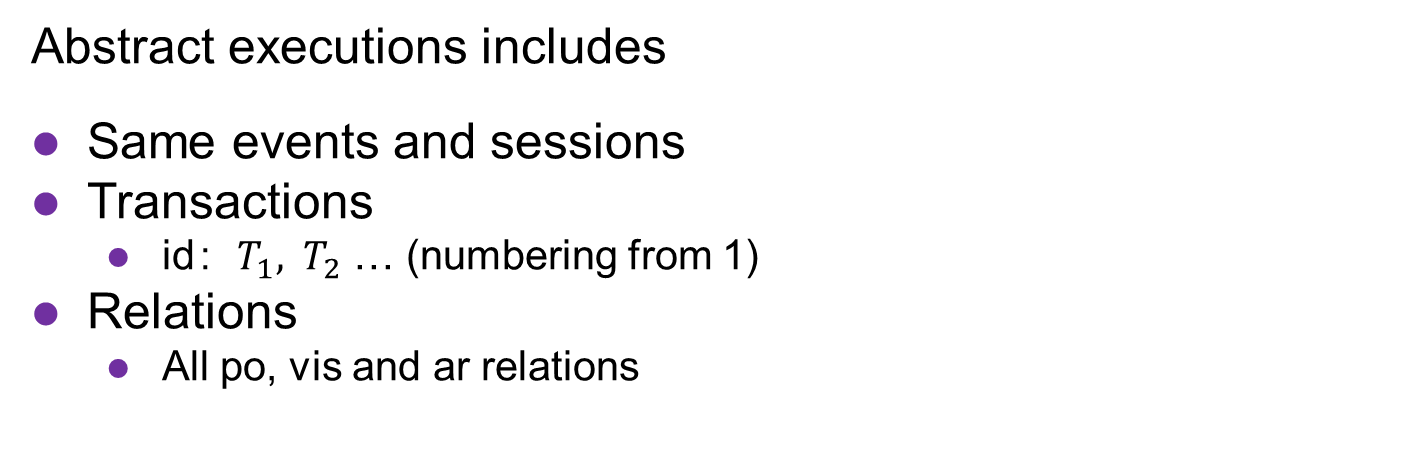 Abstract executions includes
● Same events and sessions
● Transactions
● id: 𝑇₁, 𝑇₂ … (numbering from 1)
● Relations
● All po, vis and ar relations